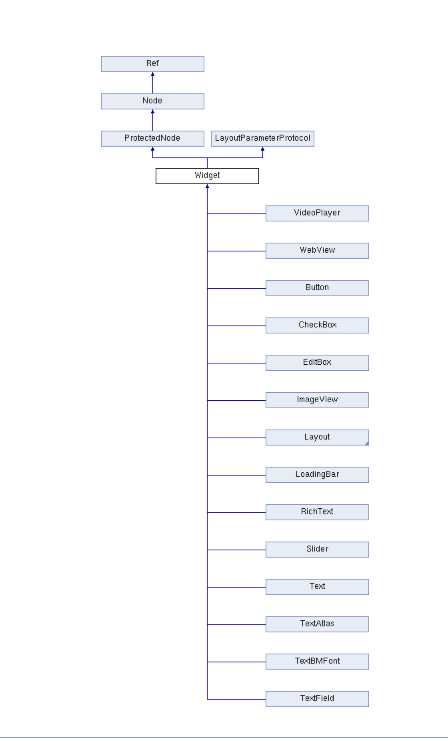 Ref
Node
ProtectedNode
LayoutParameterProtocol
Widget
VideoPlayer
WebView
Button
CheckBox
EditBox
ImageView
Layout
LoadingBar
RichText
Slider
Text
TextAtlas
TextBMFont
TextField